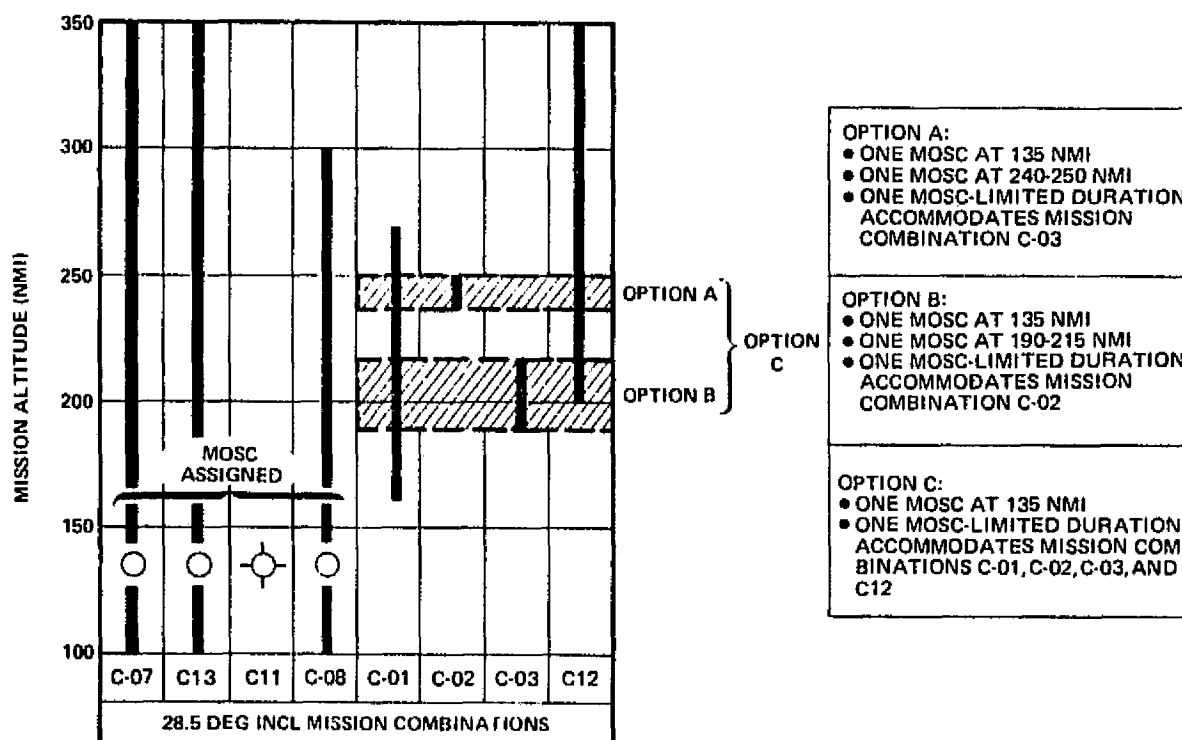 MISSION ALTITUDE (NMI)
350
300
250
200
150
100
MOSC
ASSIGNED
C-07 C13 C11 C-08 C-01 C-02 C-03 C12
28.5 DEG INCL MISSION COMBINATIONS
OPTION A
OPTION B
OPTION
C
OPTION A:
• ONE MOSC AT 135 NMI
• ONE MOSC AT 240-250 NMI
• ONE MOSC-LIMITED DURATION
ACCOMMODATES MISSION
COMBINATION C-03
OPTION B:
• ONE MOSC AT 135 NMI
• ONE MOSC AT 190-215 NMI
• ONE MOSC-LIMITED DURATION
ACCOMMODATES MISSION
COMBINATION C-02
OPTION C:
• ONE MOSC AT 135 NMI
• ONE MOSC-LIMITED DURATION
ACCOMMODATES MISSION COM
BINATIONS C-01, C-02, C-03, AND
C12